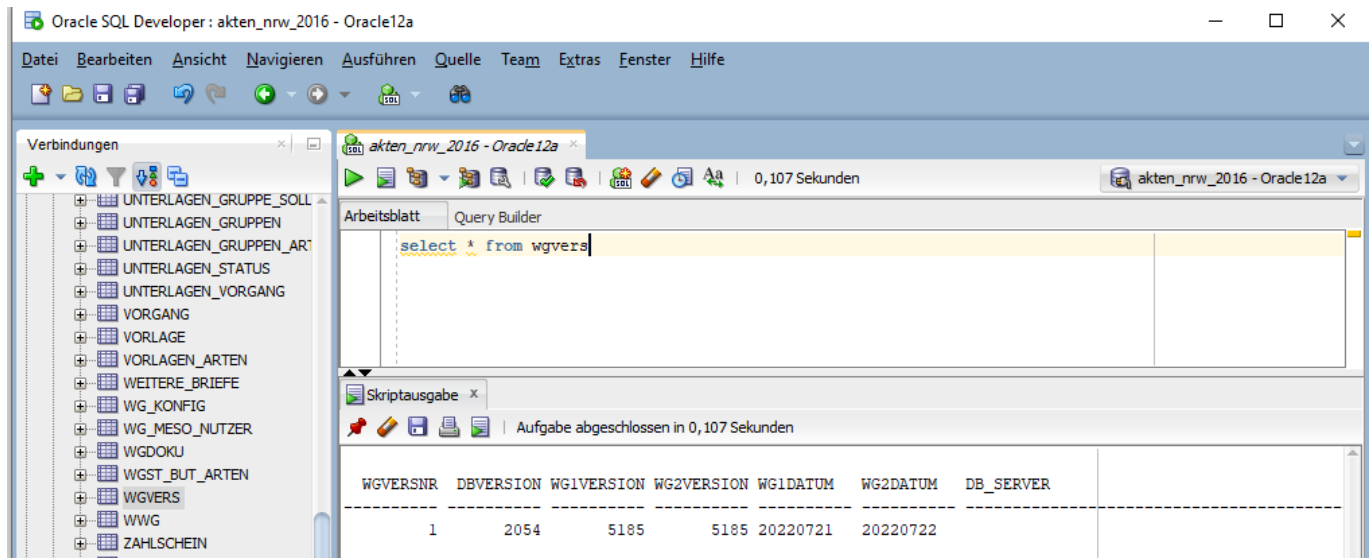 Oracle SQL Developer : akten_nrw_2016 - Oracle12a
Datei Bearbeiten Ansicht Navigieren Ausführen Quelle Team Extras Fenster Hilfe
Verbindungen
UNTERLAGEN_GRUPPE_SOLL
UNTERLAGEN_GRUPPEN
UNTERLAGEN_GRUPPEN_ART
UNTERLAGEN_STATUS
UNTERLAGEN_VORGANG
VORGANG
VORLAGE
VORLAGEN_ARTEN
WEITERE_BRIEFE
WG_KONFIG
WG_MESO_NUTZER
WGDOKU
WGST_BUT_ARTEN
WGVERS
WWG
ZAHLSCHEIN
akten_nrw_2016 - Oracle12a
0,107 Sekunden
akten_nrw_2016 - Oracle12a
Arbeitsblatt Query Builder
select * from wgvers
Skriptausgabe
Aufgabe abgeschlossen in 0,107 Sekunden
WGVERSNR DBVERSION WG1VERSION WG2VERSION WG1DATUM WG2DATUM DB_SERVER
1 2054 5185 5185 20220721 20220722